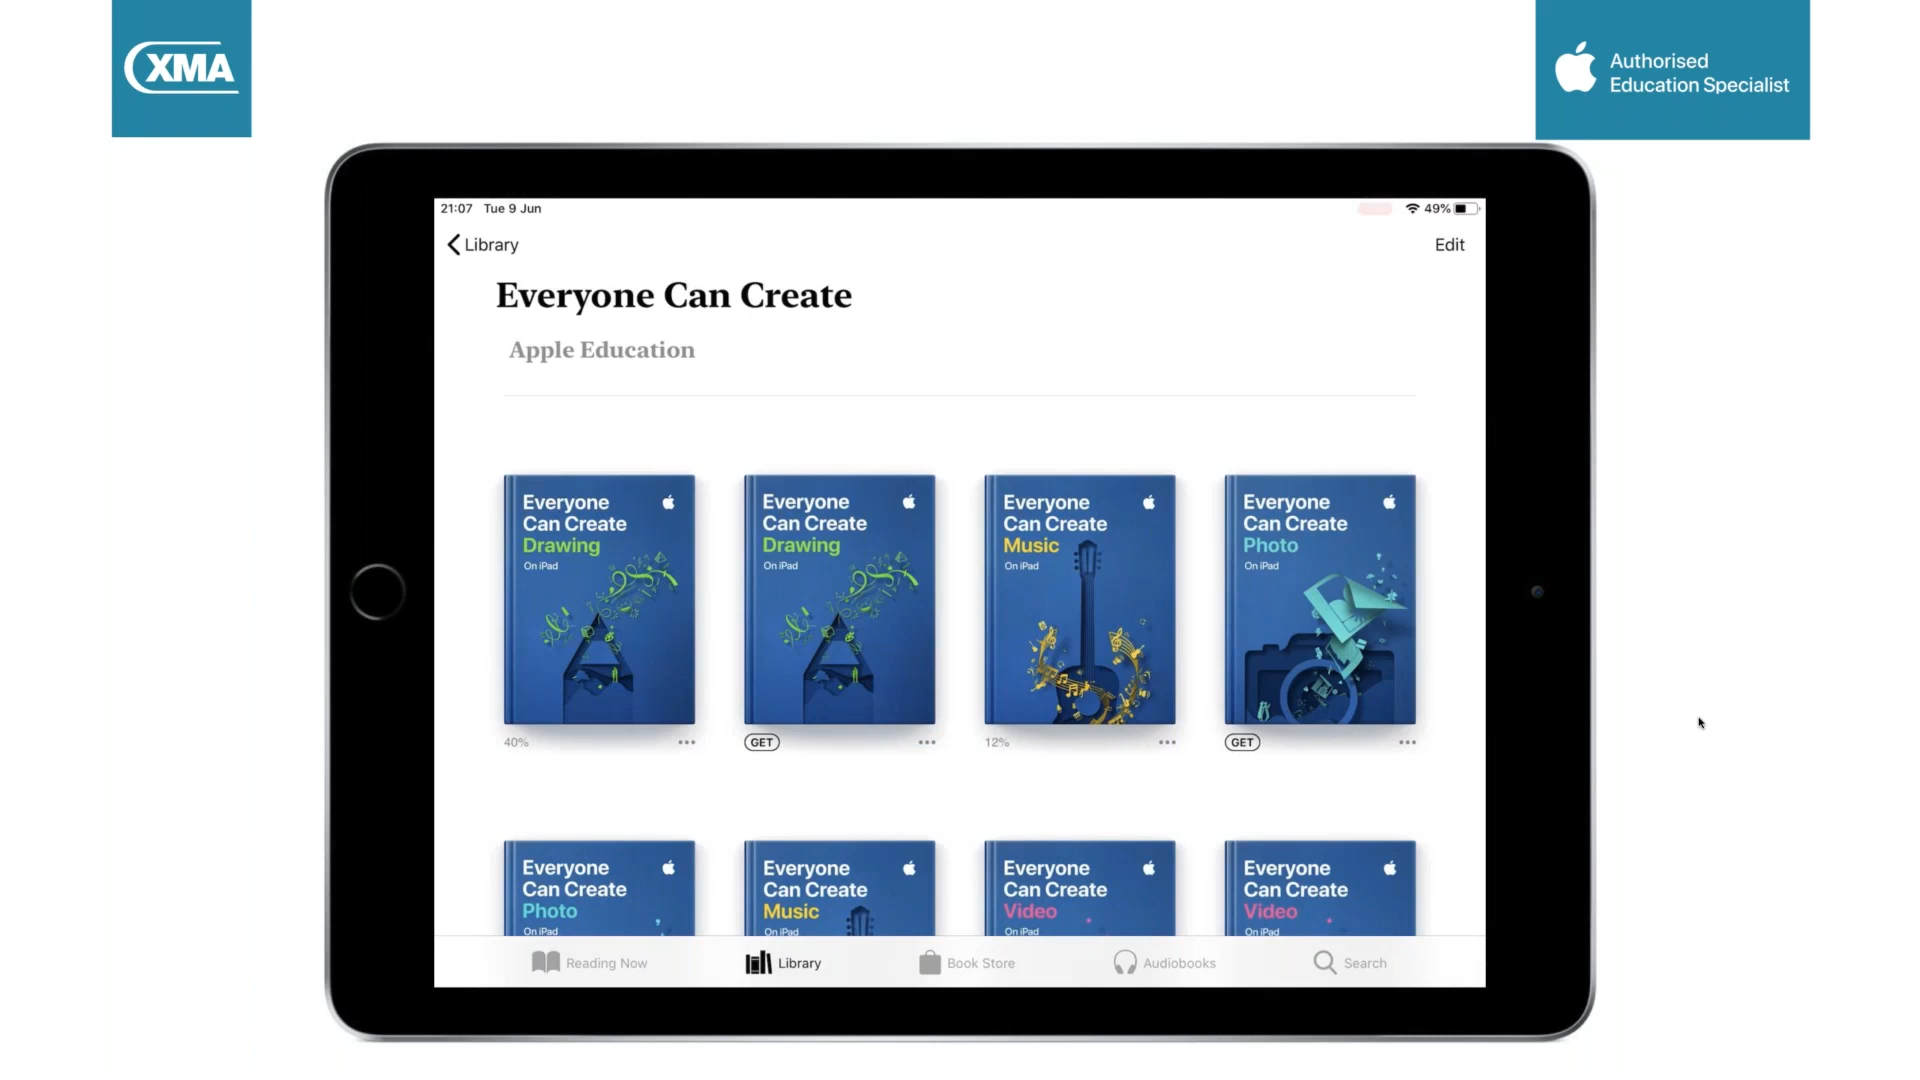 XMA
Authorised
Education Specialist
21:07 Tue 9 Jun
49%
Library
Edit
Everyone Can Create
Apple Education
Everyone
Can Create
Drawing
On iPad
40%
Everyone
Can Create
Drawing
On iPad
GET
Everyone
Can Create
Music
On iPad
12%
Everyone
Can Create
Photo
On iPad
GET
Everyone
Can Create
Photo
On iPad
Everyone
Can Create
Music
On iPad
Everyone
Can Create
Video
On iPad
Everyone
Can Create
Video
On iPad
Reading Now
Library
Book Store
Audiobooks
Search